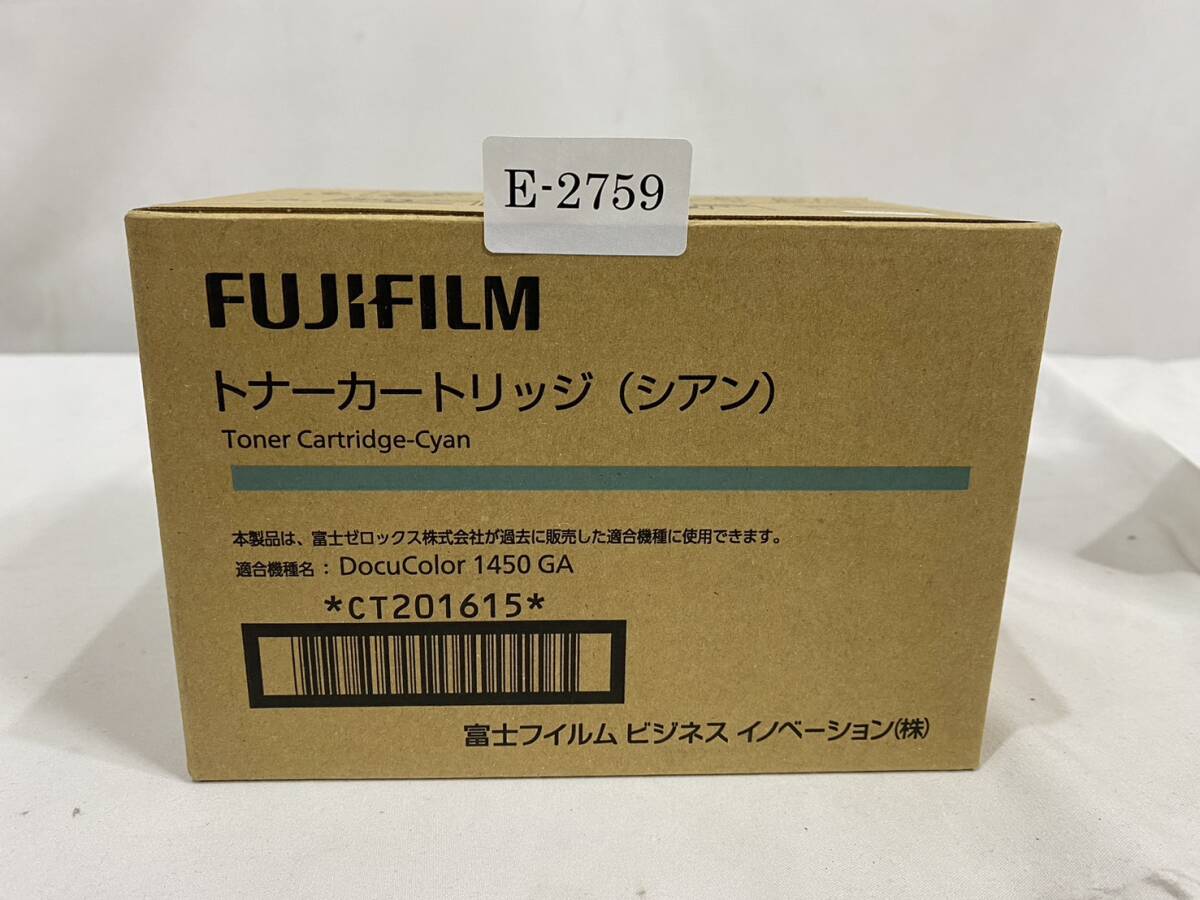 E-2759
FUJIFILM
トナーカートリッジ（シアン）
Toner Cartridge-Cyan
本製品は、富士ゼロックス株式会社が過去に販売した適合機種に使用できます。
適合機種名：DocuColor 1450 GA
*CT201615*
富士フイルム ビジネス イノベーション(株)